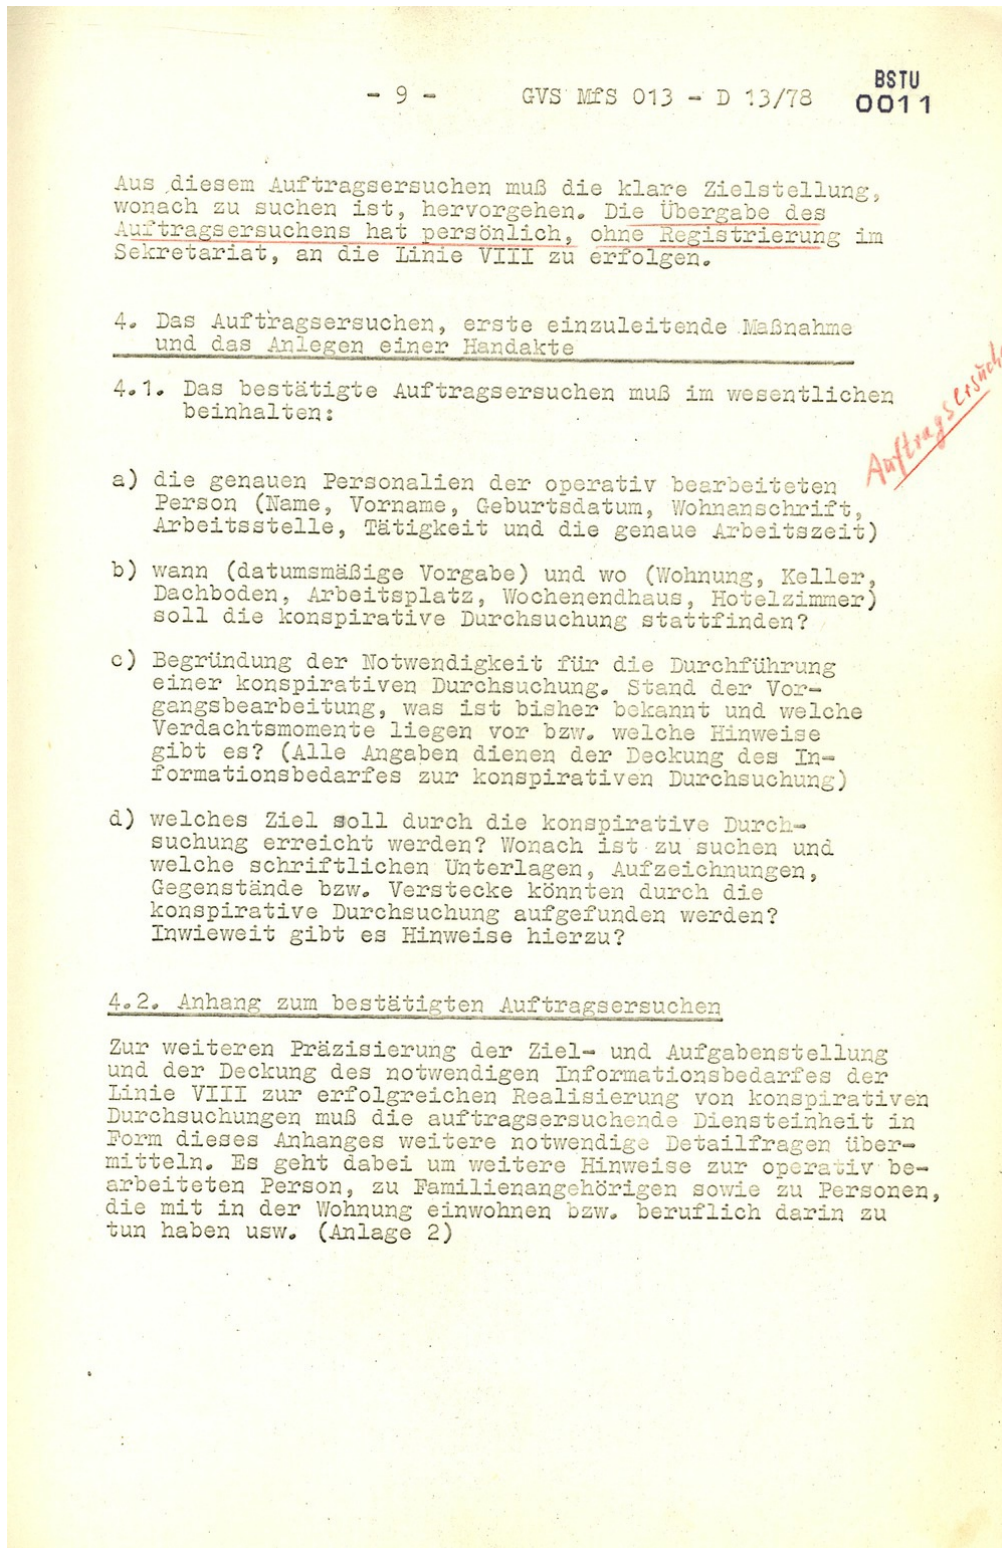 - 9 -    GVS MfS 013 - D 13/78
BSTU
0011
Aus diesem Auftragsersuchen muß die klare Zielstellung,
wonach zu suchen ist, hervorgehen. Die Übergabe des
Auftragsersuchens hat persönlich, ohne Registrierung im
Sekretariat, an die Linie VIII zu erfolgen.
4. Das Auftragsersuchen, erste einzuleitende Maßnahme
und das Anlegen einer Handakte
4.1. Das bestätigte Auftragsersuchen muß im wesentlichen
beinhalten:
Auftragsersuch
a) die genauen Personalien der operativ bearbeiteten
Person (Name, Vorname, Geburtsdatum, Wohnanschrift,
Arbeitsstelle, Tätigkeit und die genaue Arbeitszeit)
b) wann (datumsmäßige Vorgabe) und wo (Wohnung, Keller,
Dachboden, Arbeitsplatz, Wochenendhaus, Hotelzimmer)
soll die konspirative Durchsuchung stattfinden?
c) Begründung der Notwendigkeit für die Durchführung
einer konspirativen Durchsuchung. Stand der Vor-
gangsbearbeitung, was ist bisher bekannt und welche
Verdachtsmomente liegen vor bzw. welche Hinweise
gibt es? (Alle Angaben dienen der Deckung des In-
formationsbedarfes zur konspirativen Durchsuchung)
d) welches Ziel soll durch die konspirative Durch-
suchung erreicht werden? Wonach ist zu suchen und
welche schriftlichen Unterlagen, Aufzeichnungen,
Gegenstände bzw. Verstecke könnten durch die
konspirative Durchsuchung aufgefunden werden?
Inwieweit gibt es Hinweise hierzu?
4.2. Anhang zum bestätigten Auftragsersuchen
Zur weiteren Präzisierung der Ziel- und Aufgabenstellung
und der Deckung des notwendigen Informationsbedarfes der
Linie VIII zur erfolgreichen Realisierung von konspirativen
Durchsuchungen muß die auftragsersuchende Diensteinheit in
Form dieses Anhanges weitere notwendige Detailfragen über-
mitteln. Es geht dabei um weitere Hinweise zur operativ be-
arbeiteten Person, zu Familienangehörigen sowie zu Personen,
die mit in der Wohnung einwohnen bzw. beruflich darin zu
tun haben usw. (Anlage 2)